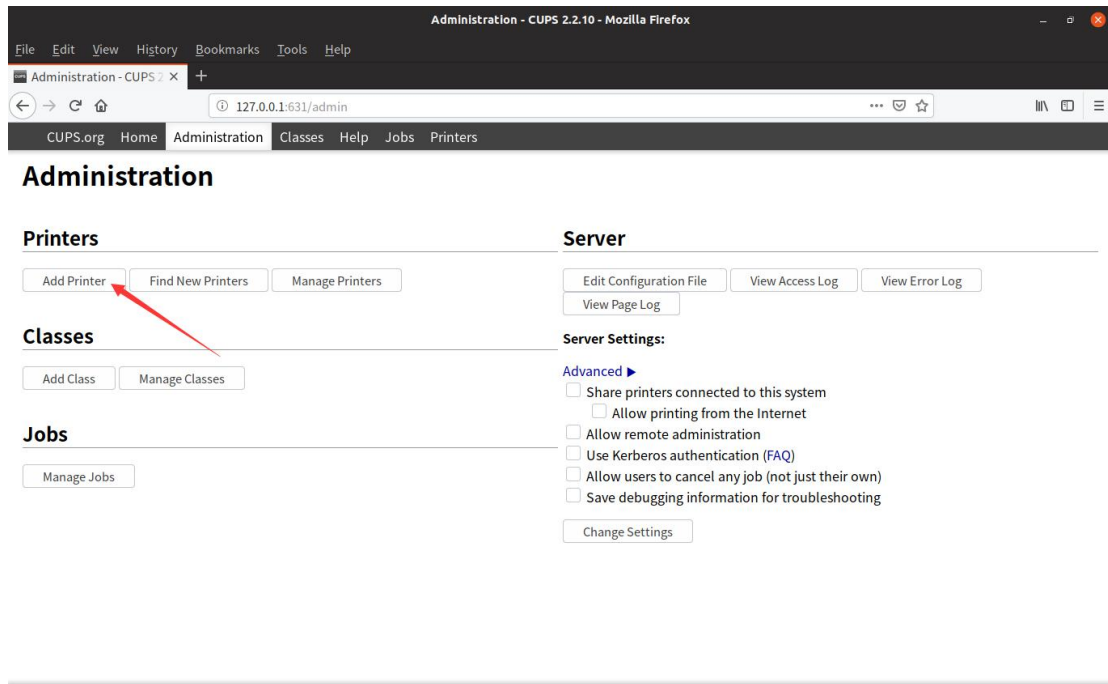 Administration - CUPS 2.2.10 - Mozilla Firefox
File Edit View History Bookmarks Tools Help
Administration - CUPS 2
127.0.0.1:631/admin
CUPS.org Home Administration Classes Help Jobs Printers
Administration
Printers
Add Printer Find New Printers Manage Printers
Classes
Add Class Manage Classes
Jobs
Manage Jobs
Server
Edit Configuration File View Access Log View Error Log
View Page Log
Server Settings:
Advanced ▶
Share printers connected to this system
Allow printing from the Internet
Allow remote administration
Use Kerberos authentication (FAQ)
Allow users to cancel any job (not just their own)
Save debugging information for troubleshooting
Change Settings